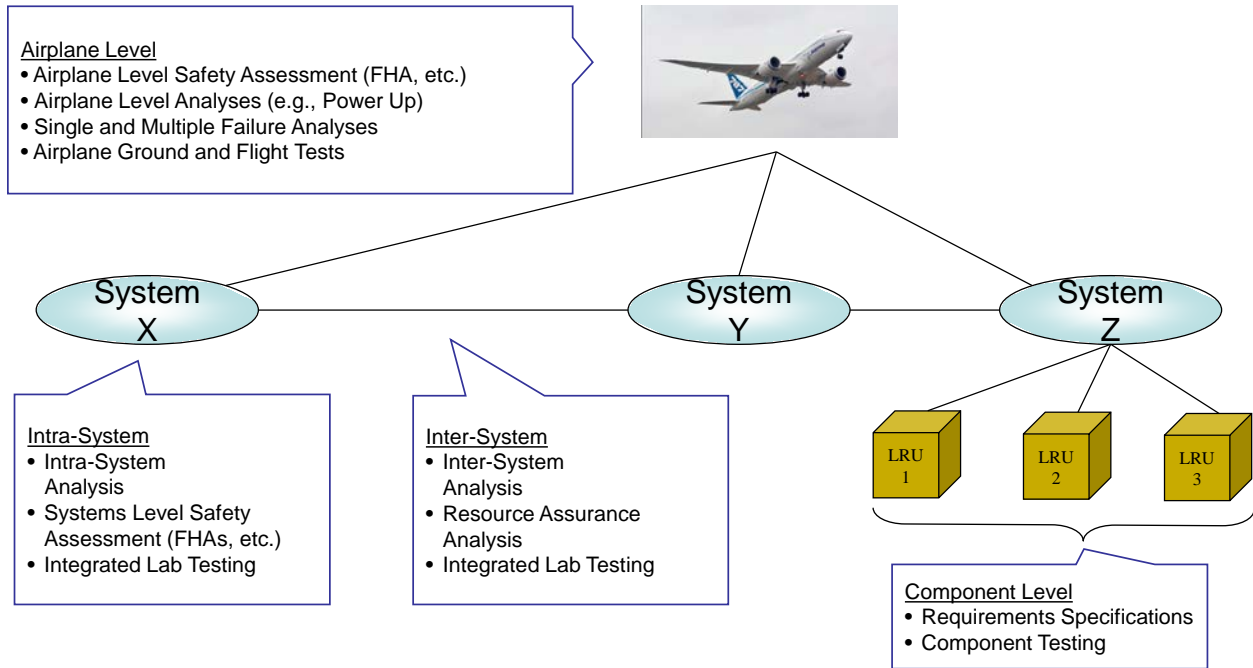 Airplane Level
• Airplane Level Safety Assessment (FHA, etc.)
• Airplane Level Analyses (e.g., Power Up)
• Single and Multiple Failure Analyses
• Airplane Ground and Flight Tests
787
System
X
System
Y
System
Z
Intra-System
• Intra-System
Analysis
• Systems Level Safety
Assessment (FHAs, etc.)
• Integrated Lab Testing
Inter-System
• Inter-System
Analysis
• Resource Assurance
Analysis
• Integrated Lab Testing
LRU
1
LRU
2
LRU
3
Component Level
• Requirements Specifications
• Component Testing